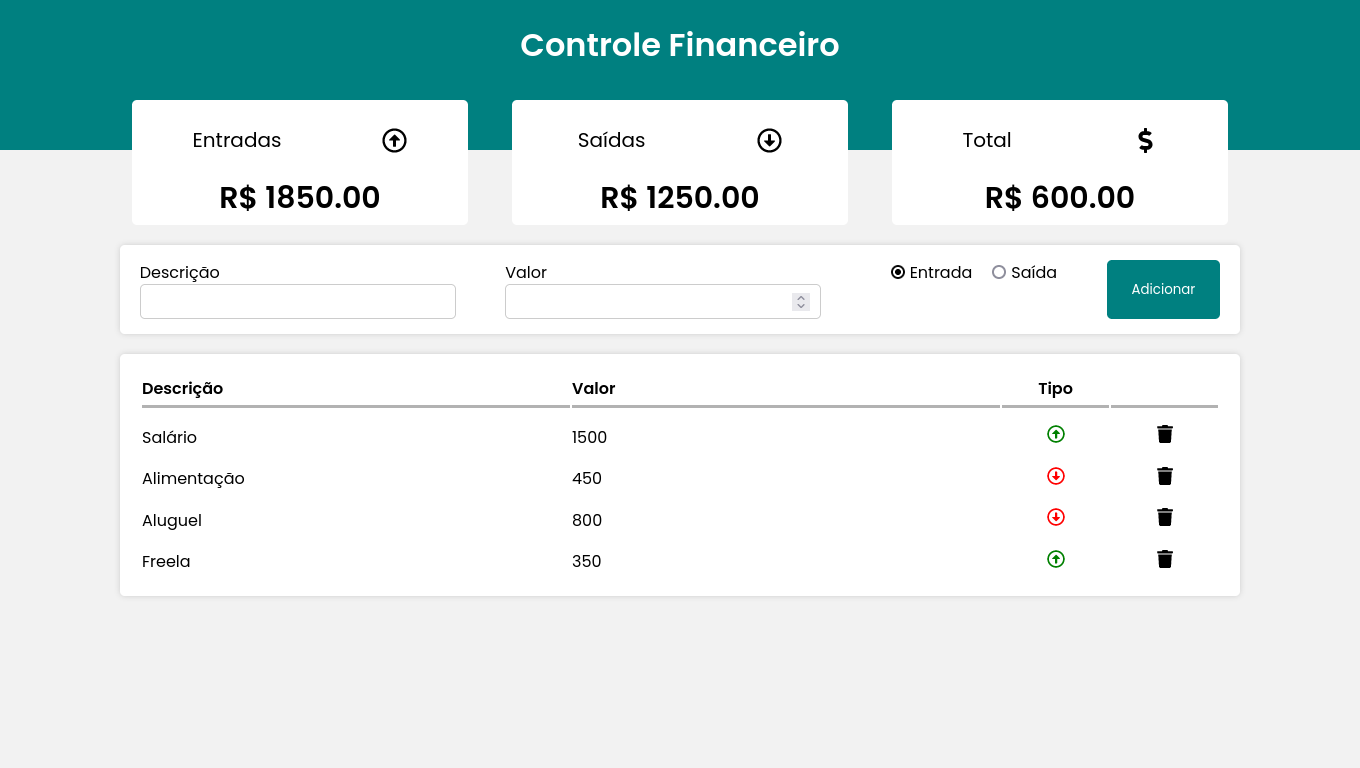 Controle Financeiro
Entradas
R$ 1850.00
Saídas
R$ 1250.00
Total
R$ 600.00
Descrição
Valor
Entrada
Saída
Adicionar
Descrição Valor Tipo
Salário 1500
Alimentação 450
Aluguel 800
Freela 350